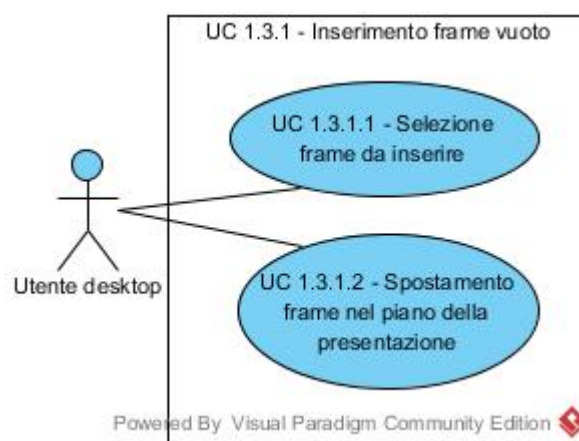 UC 1.3.1 - Inserimento frame vuoto
UC 1.3.1.1 - Selezione
frame da inserire
Utente desktop
UC 1.3.1.2 - Spostamento
frame nel piano della
presentazione
Powered By Visual Paradigm Community Edition